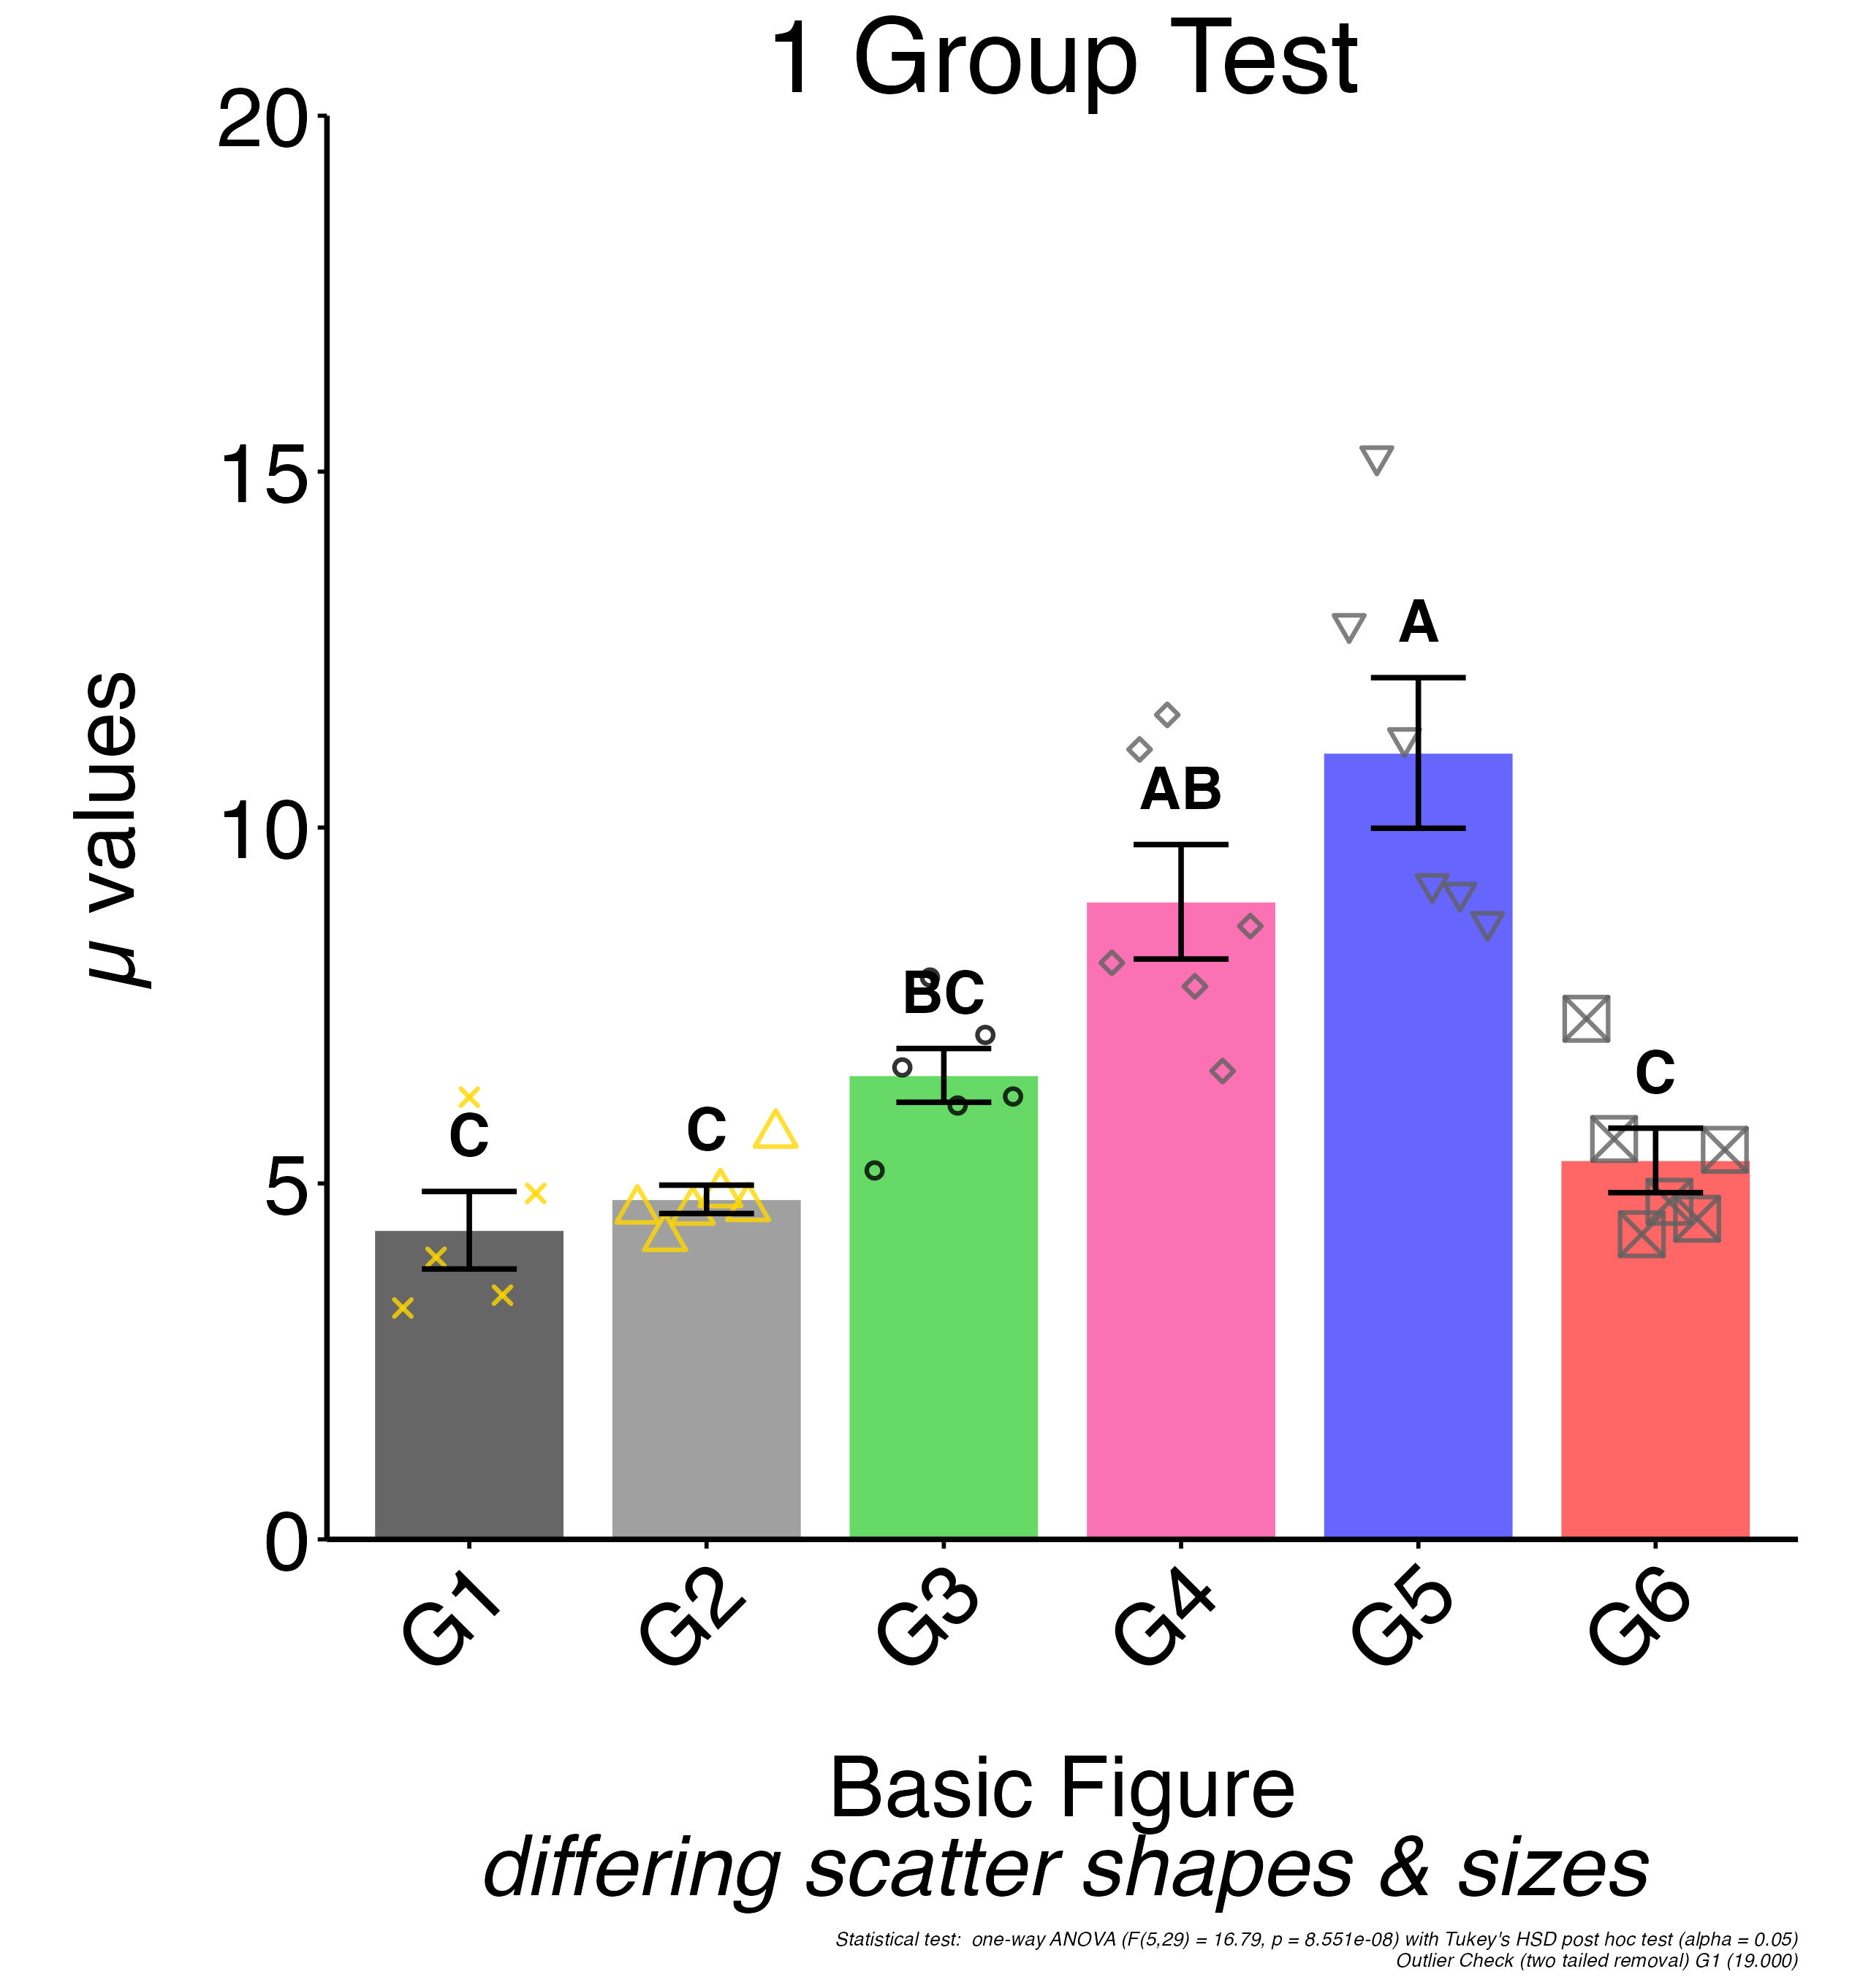 1 Group Test
20
15
10
5
0
μ values
C
C
BC
AB
A
C
G1
G2
G3
G4
G5
G6
Basic Figure
differing scatter shapes & sizes
Statistical test:  one-way ANOVA (F(5,29) = 16.79, p = 8.551e-08) with Tukey's HSD post hoc test (alpha = 0.05)
Outlier Check (two tailed removal) G1 (19.000)